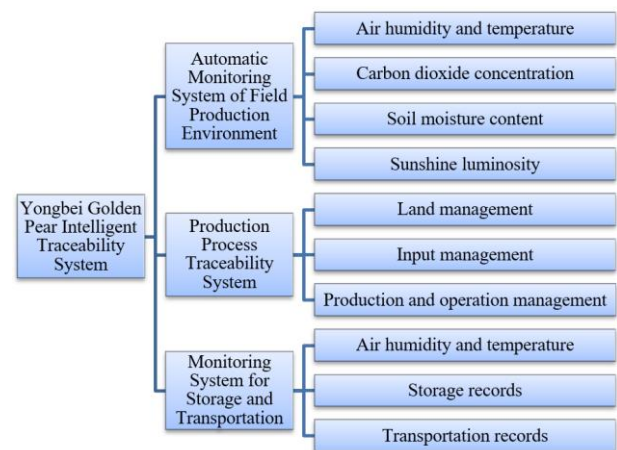 Yongbei Golden
Pear Intelligent
Traceability
System
Automatic
Monitoring
System of Field
Production
Environment
Air humidity and temperature
Carbon dioxide concentration
Soil moisture content
Sunshine luminosity
Production
Process
Traceability
System
Land management
Input management
Production and operation management
Monitoring
System for
Storage and
Transportation
Air humidity and temperature
Storage records
Transportation records